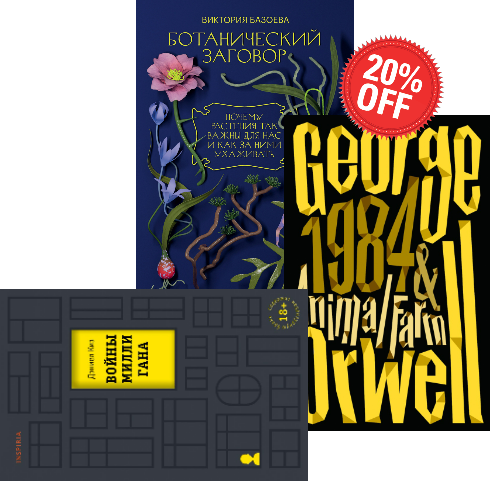 ВИКТОРИЯ БАЗОЕВА
БОТАНИЧЕСКИЙ
ЗАГОВОР
ПОЧЕМУ
РАСТЕНИЯ ТАК
ВАЖНЫ ДЛЯ НАС
И КАК ЗА НИМИ
УХАЖИВАТЬ
20%
OFF
George
1984 &
Animal Farm
Orwell
Дэниел Киз
ВОЙНЫ
МИЛЛИ
ГАНА
18+
INSPIRIA